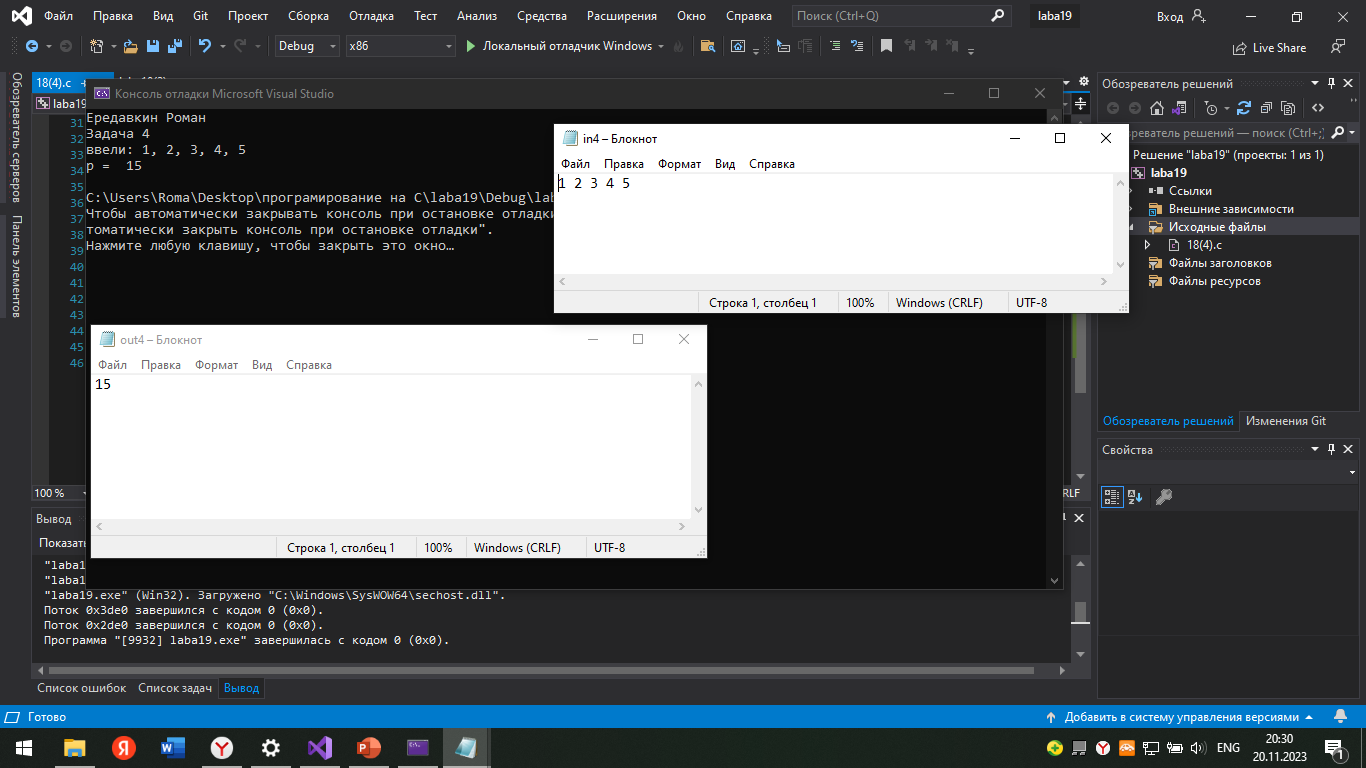 Файл Правка Вид Git Проект Сборка Отладка Тест Анализ Средства Расширения Окно Справка Поиск (Ctrl+Q) laba19 Вход
Debug x86 Локальный отладчик Windows Live Share
Обозреватель серверов
Панель элементов
18(4).c
laba19
31
32
33
34
35
36
37
38
39
40
41
42
43
44
45
46
100 %
Консоль отладки Microsoft Visual Studio
Ередавкин Роман
Задача 4
ввели: 1, 2, 3, 4, 5
p = 15
C:\Users\Roma\Desktop\програмирование на C\laba19\Debug\lab
Чтобы автоматически закрывать консоль при остановке отладки
томатически закрыть консоль при остановке отладки".
Нажмите любую клавишу, чтобы закрыть это окно…
in4 – Блокнот
Файл Правка Формат Вид Справка
1 2 3 4 5
Строка 1, столбец 1 100% Windows (CRLF) UTF-8
out4 – Блокнот
Файл Правка Формат Вид Справка
15
Строка 1, столбец 1 100% Windows (CRLF) UTF-8
Обозреватель решений
реватель решений — поиск (Ctrl+;)
Решение "laba19" (проекты: 1 из 1)
laba19
Ссылки
Внешние зависимости
Исходные файлы
18(4).c
Файлы заголовков
Файлы ресурсов
Обозреватель решений Изменения Git
Свойства
RLF
Вывод
Показать
"laba1
"laba1
"laba19.exe" (Win32). Загружено "C:\Windows\SysWOW64\sechost.dll".
Поток 0x3de0 завершился с кодом 0 (0x0).
Поток 0x2de0 завершился с кодом 0 (0x0).
Программа "[9932] laba19.exe" завершилась с кодом 0 (0x0).
Список ошибок Список задач Вывод
Готово Добавить в систему управления версиями
ENG 20:30
20.11.2023
1